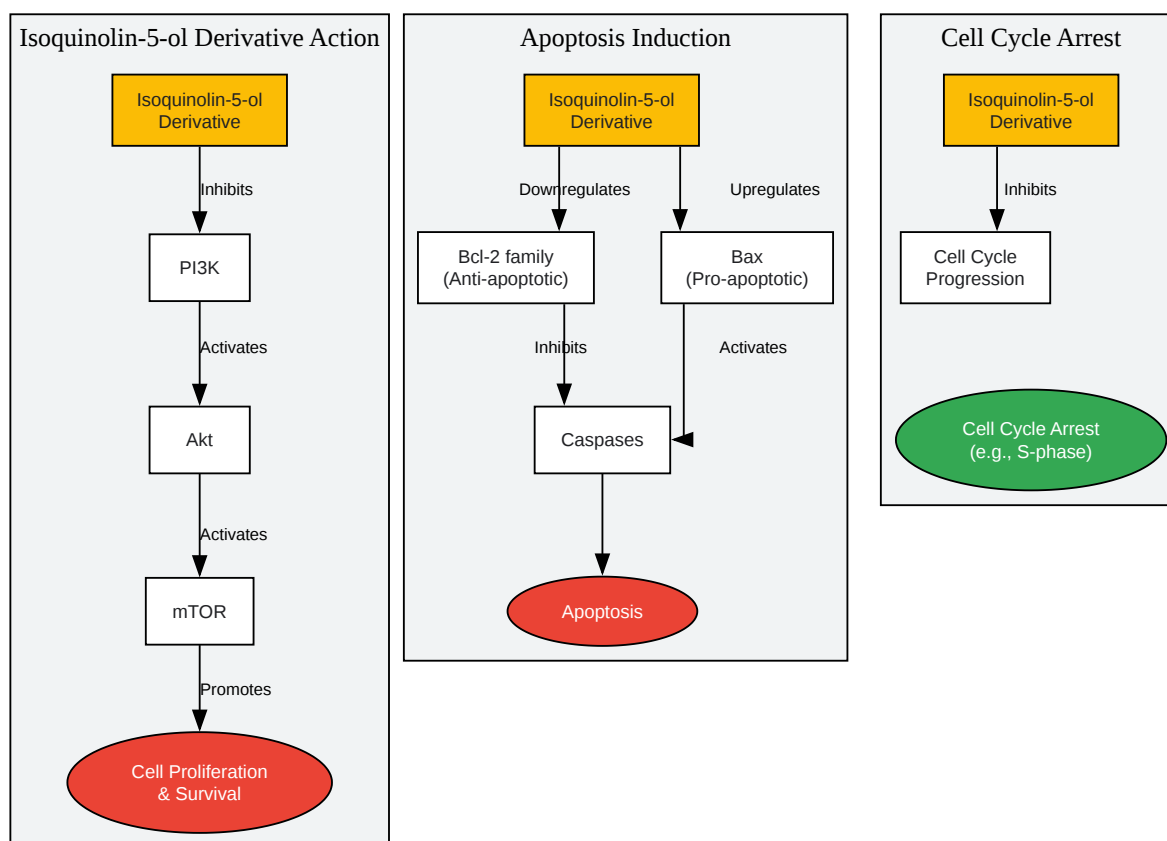 Isoquinolin-5-ol Derivative Action
Isoquinolin-5-ol
Derivative
Inhibits
PI3K
Activates
Akt
Activates
mTOR
Promotes
Cell Proliferation
& Survival
Apoptosis Induction
Isoquinolin-5-ol
Derivative
Downregulates
Upregulates
Bcl-2 family
(Anti-apoptotic)
Bax
(Pro-apoptotic)
Inhibits
Activates
Caspases
Apoptosis
Cell Cycle Arrest
Isoquinolin-5-ol
Derivative
Inhibits
Cell Cycle
Progression
Cell Cycle Arrest
(e.g., S-phase)